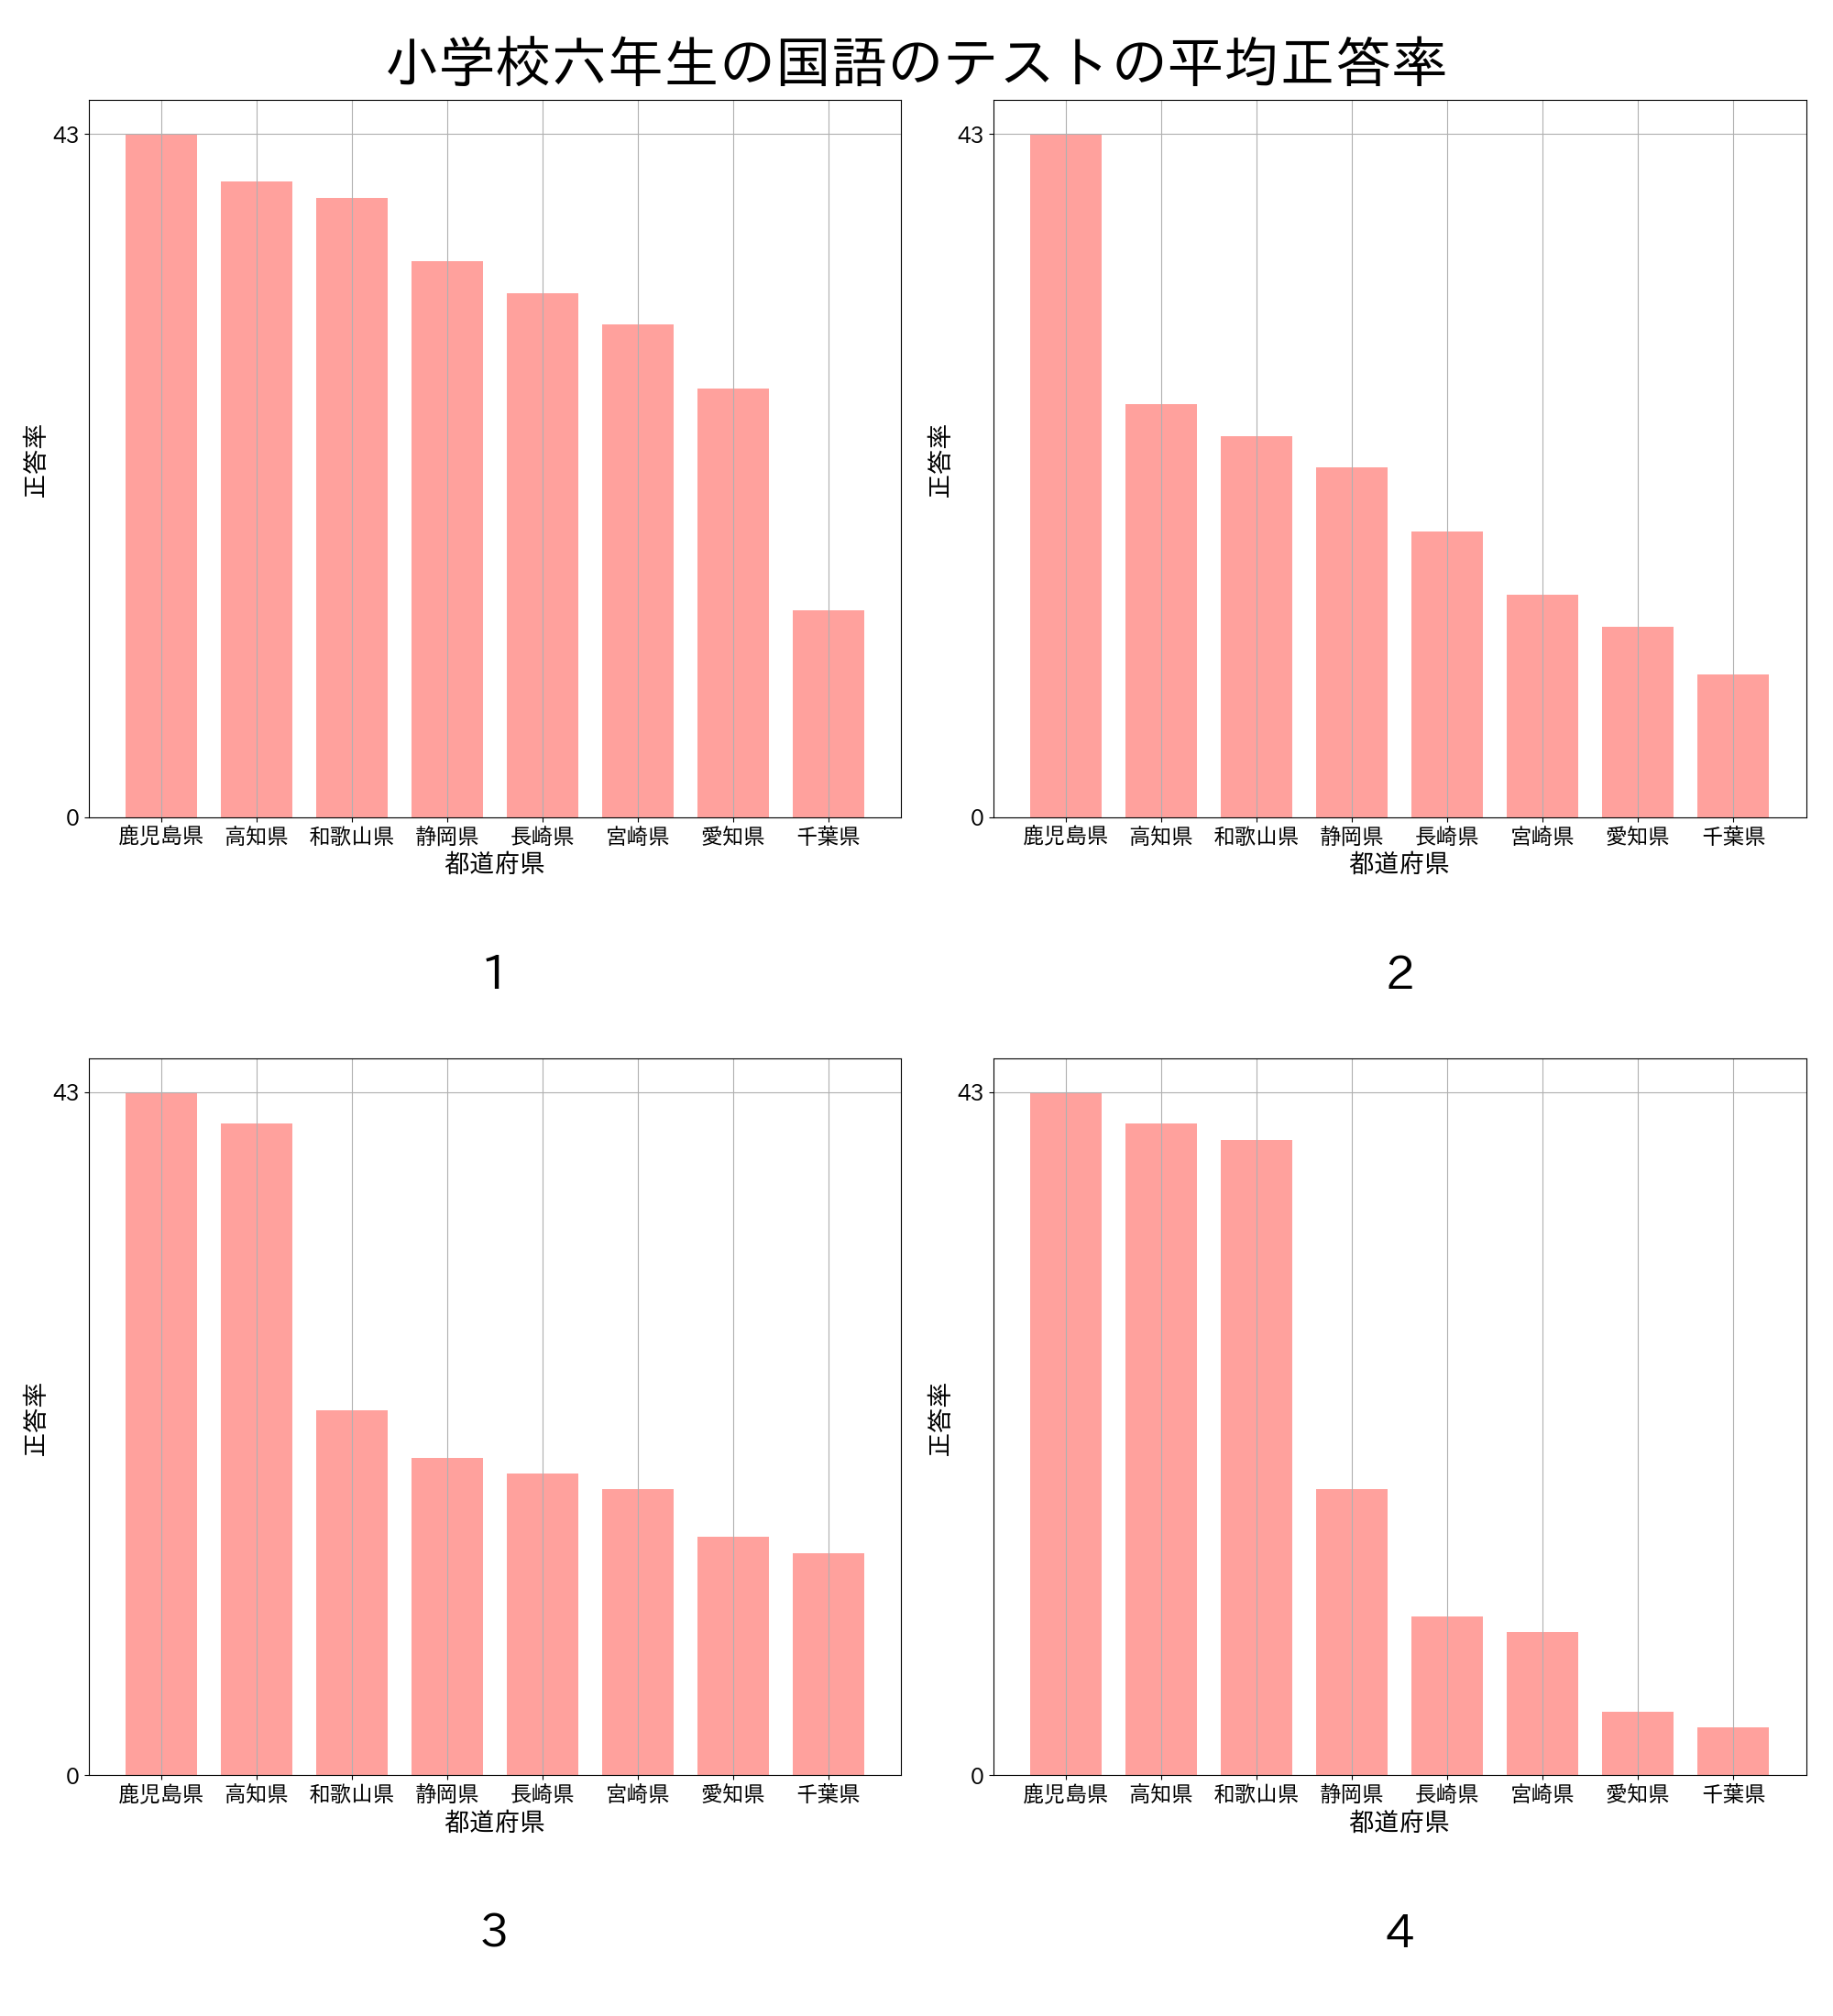 小学校六年生の国語のテストの平均正答率
43
0
正答率
鹿児島県 高知県 和歌山県 静岡県 長崎県 宮崎県 愛知県 千葉県
都道府県
1
43
0
正答率
鹿児島県 高知県 和歌山県 静岡県 長崎県 宮崎県 愛知県 千葉県
都道府県
2
43
0
正答率
鹿児島県 高知県 和歌山県 静岡県 長崎県 宮崎県 愛知県 千葉県
都道府県
3
43
0
正答率
鹿児島県 高知県 和歌山県 静岡県 長崎県 宮崎県 愛知県 千葉県
都道府県
4